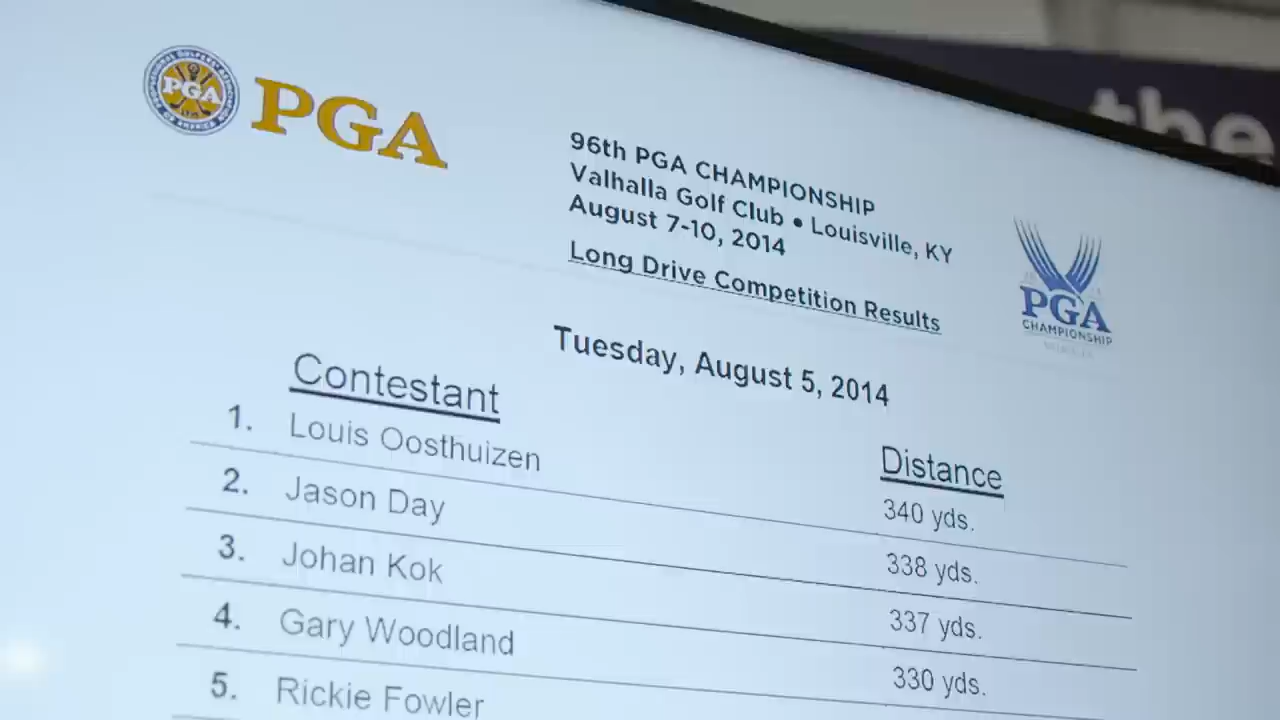 PGA
PGA
96th PGA CHAMPIONSHIP
Valhalla Golf Club • Louisville, KY
August 7-10, 2014
Long Drive Competition Results
PGA
CHAMPIONSHIP
Tuesday, August 5, 2014
Contestant Distance
1. Louis Oosthuizen 340 yds.
2. Jason Day 338 yds.
3. Johan Kok 337 yds.
4. Gary Woodland 330 yds.
5. Rickie Fowler
the